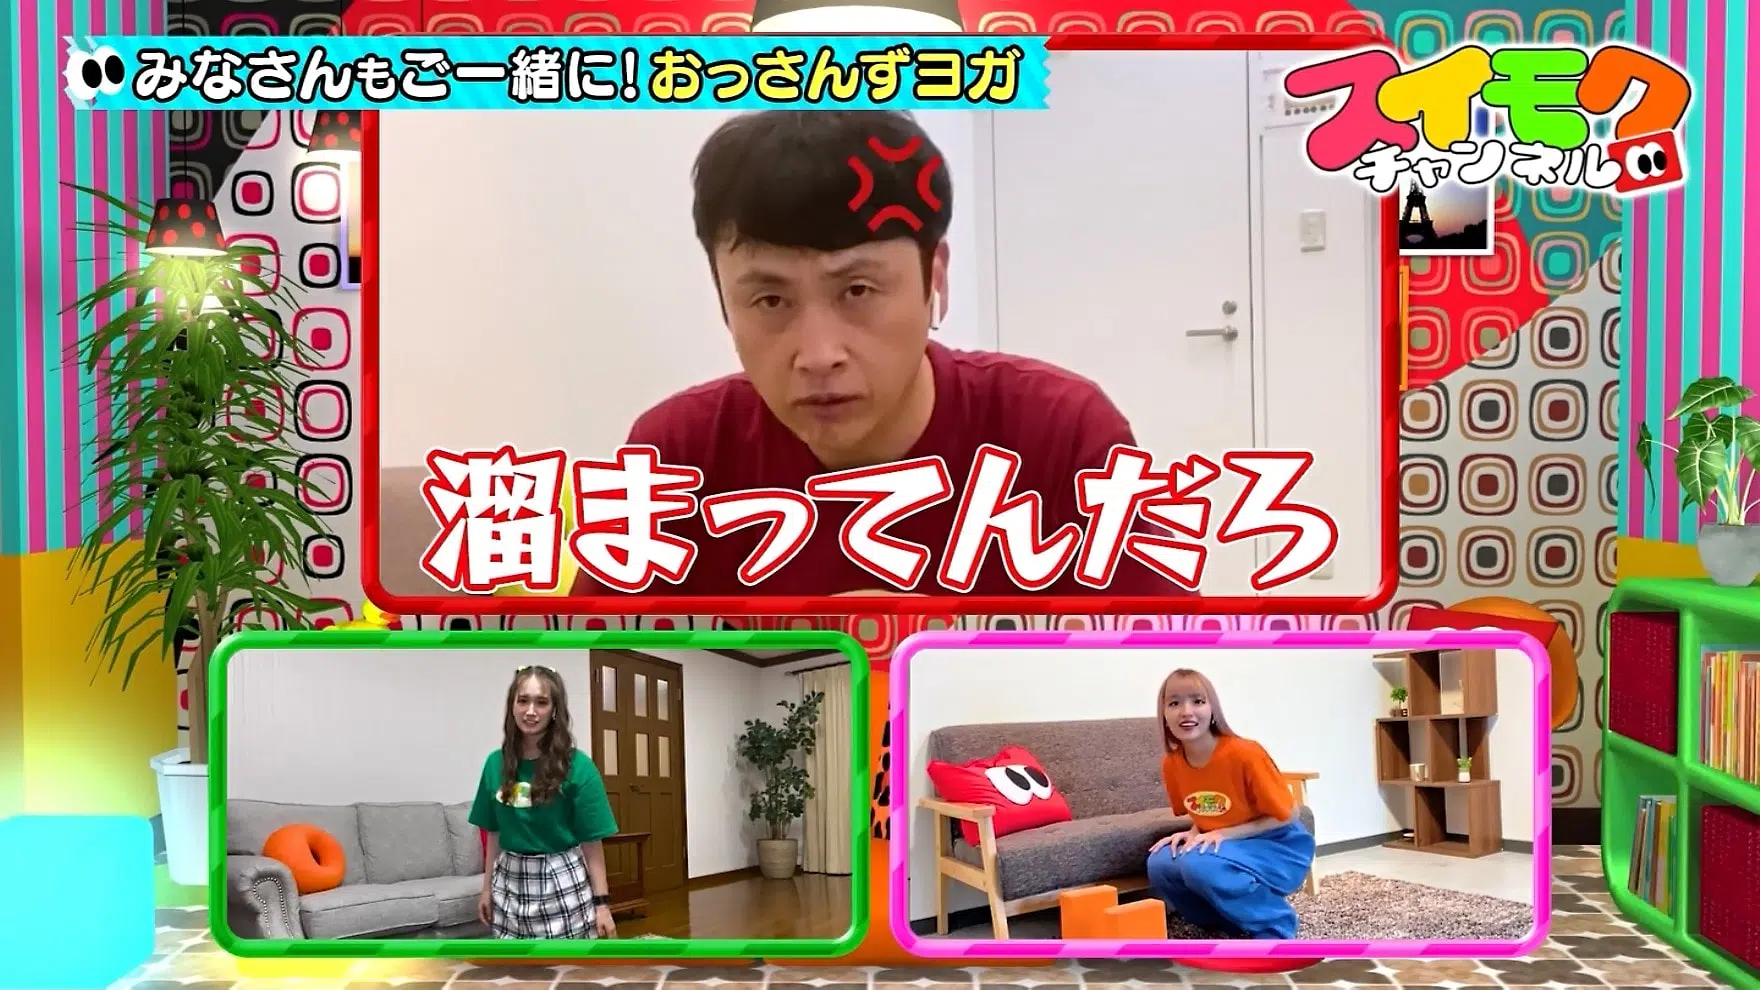 みなさんもご一緒に!おっさんずヨガ
スイモク
チャンネル
溜まってんだろ